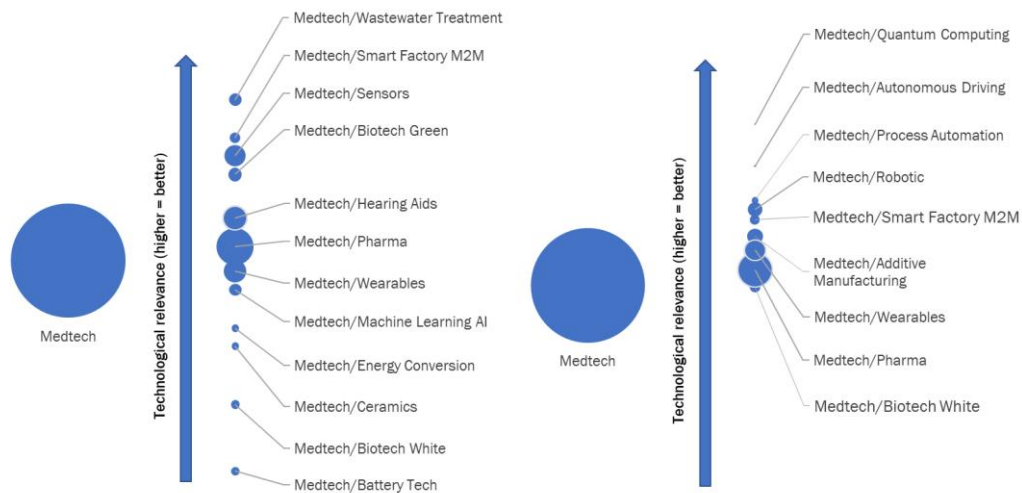 Medtech/Wastewater Treatment
Medtech/Smart Factory M2M
Medtech/Sensors
Medtech/Biotech Green
Medtech/Hearing Aids
Medtech/Pharma
Medtech/Wearables
Medtech/Machine Learning AI
Medtech/Energy Conversion
Medtech/Ceramics
Medtech/Biotech White
Medtech/Battery Tech
Technological relevance (higher = better)
Medtech
Medtech/Quantum Computing
Medtech/Autonomous Driving
Medtech/Process Automation
Medtech/Robotic
Medtech/Smart Factory M2M
Medtech/Additive
Manufacturing
Medtech/Wearables
Medtech/Pharma
Medtech/Biotech White
Technological relevance (higher = better)
Medtech